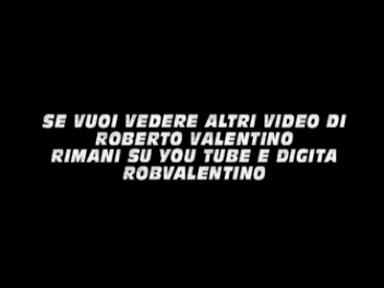 SE VUOI VEDERE ALTRI VIDEO DI
ROBERTO VALENTINO
RIMANI SU YOU TUBE E DIGITA
ROBVALENTINO